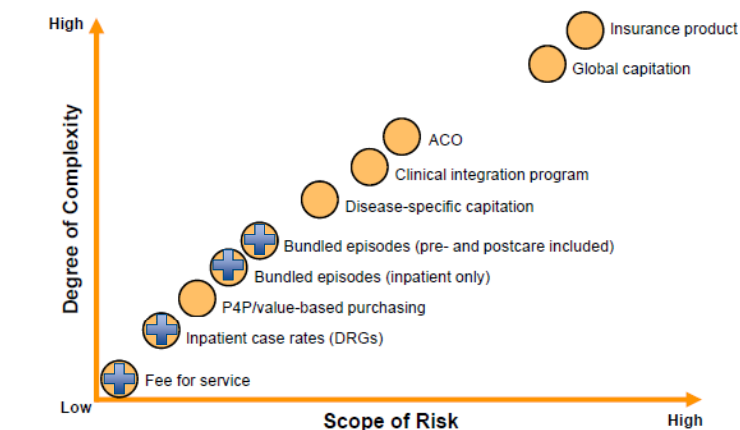 High
Insurance product
Global capitation
ACO
Clinical integration program
Disease-specific capitation
Bundled episodes (pre- and postcare included)
Bundled episodes (inpatient only)
P4P/value-based purchasing
Inpatient case rates (DRGs)
Fee for service
Degree of Complexity
Low
Scope of Risk
High